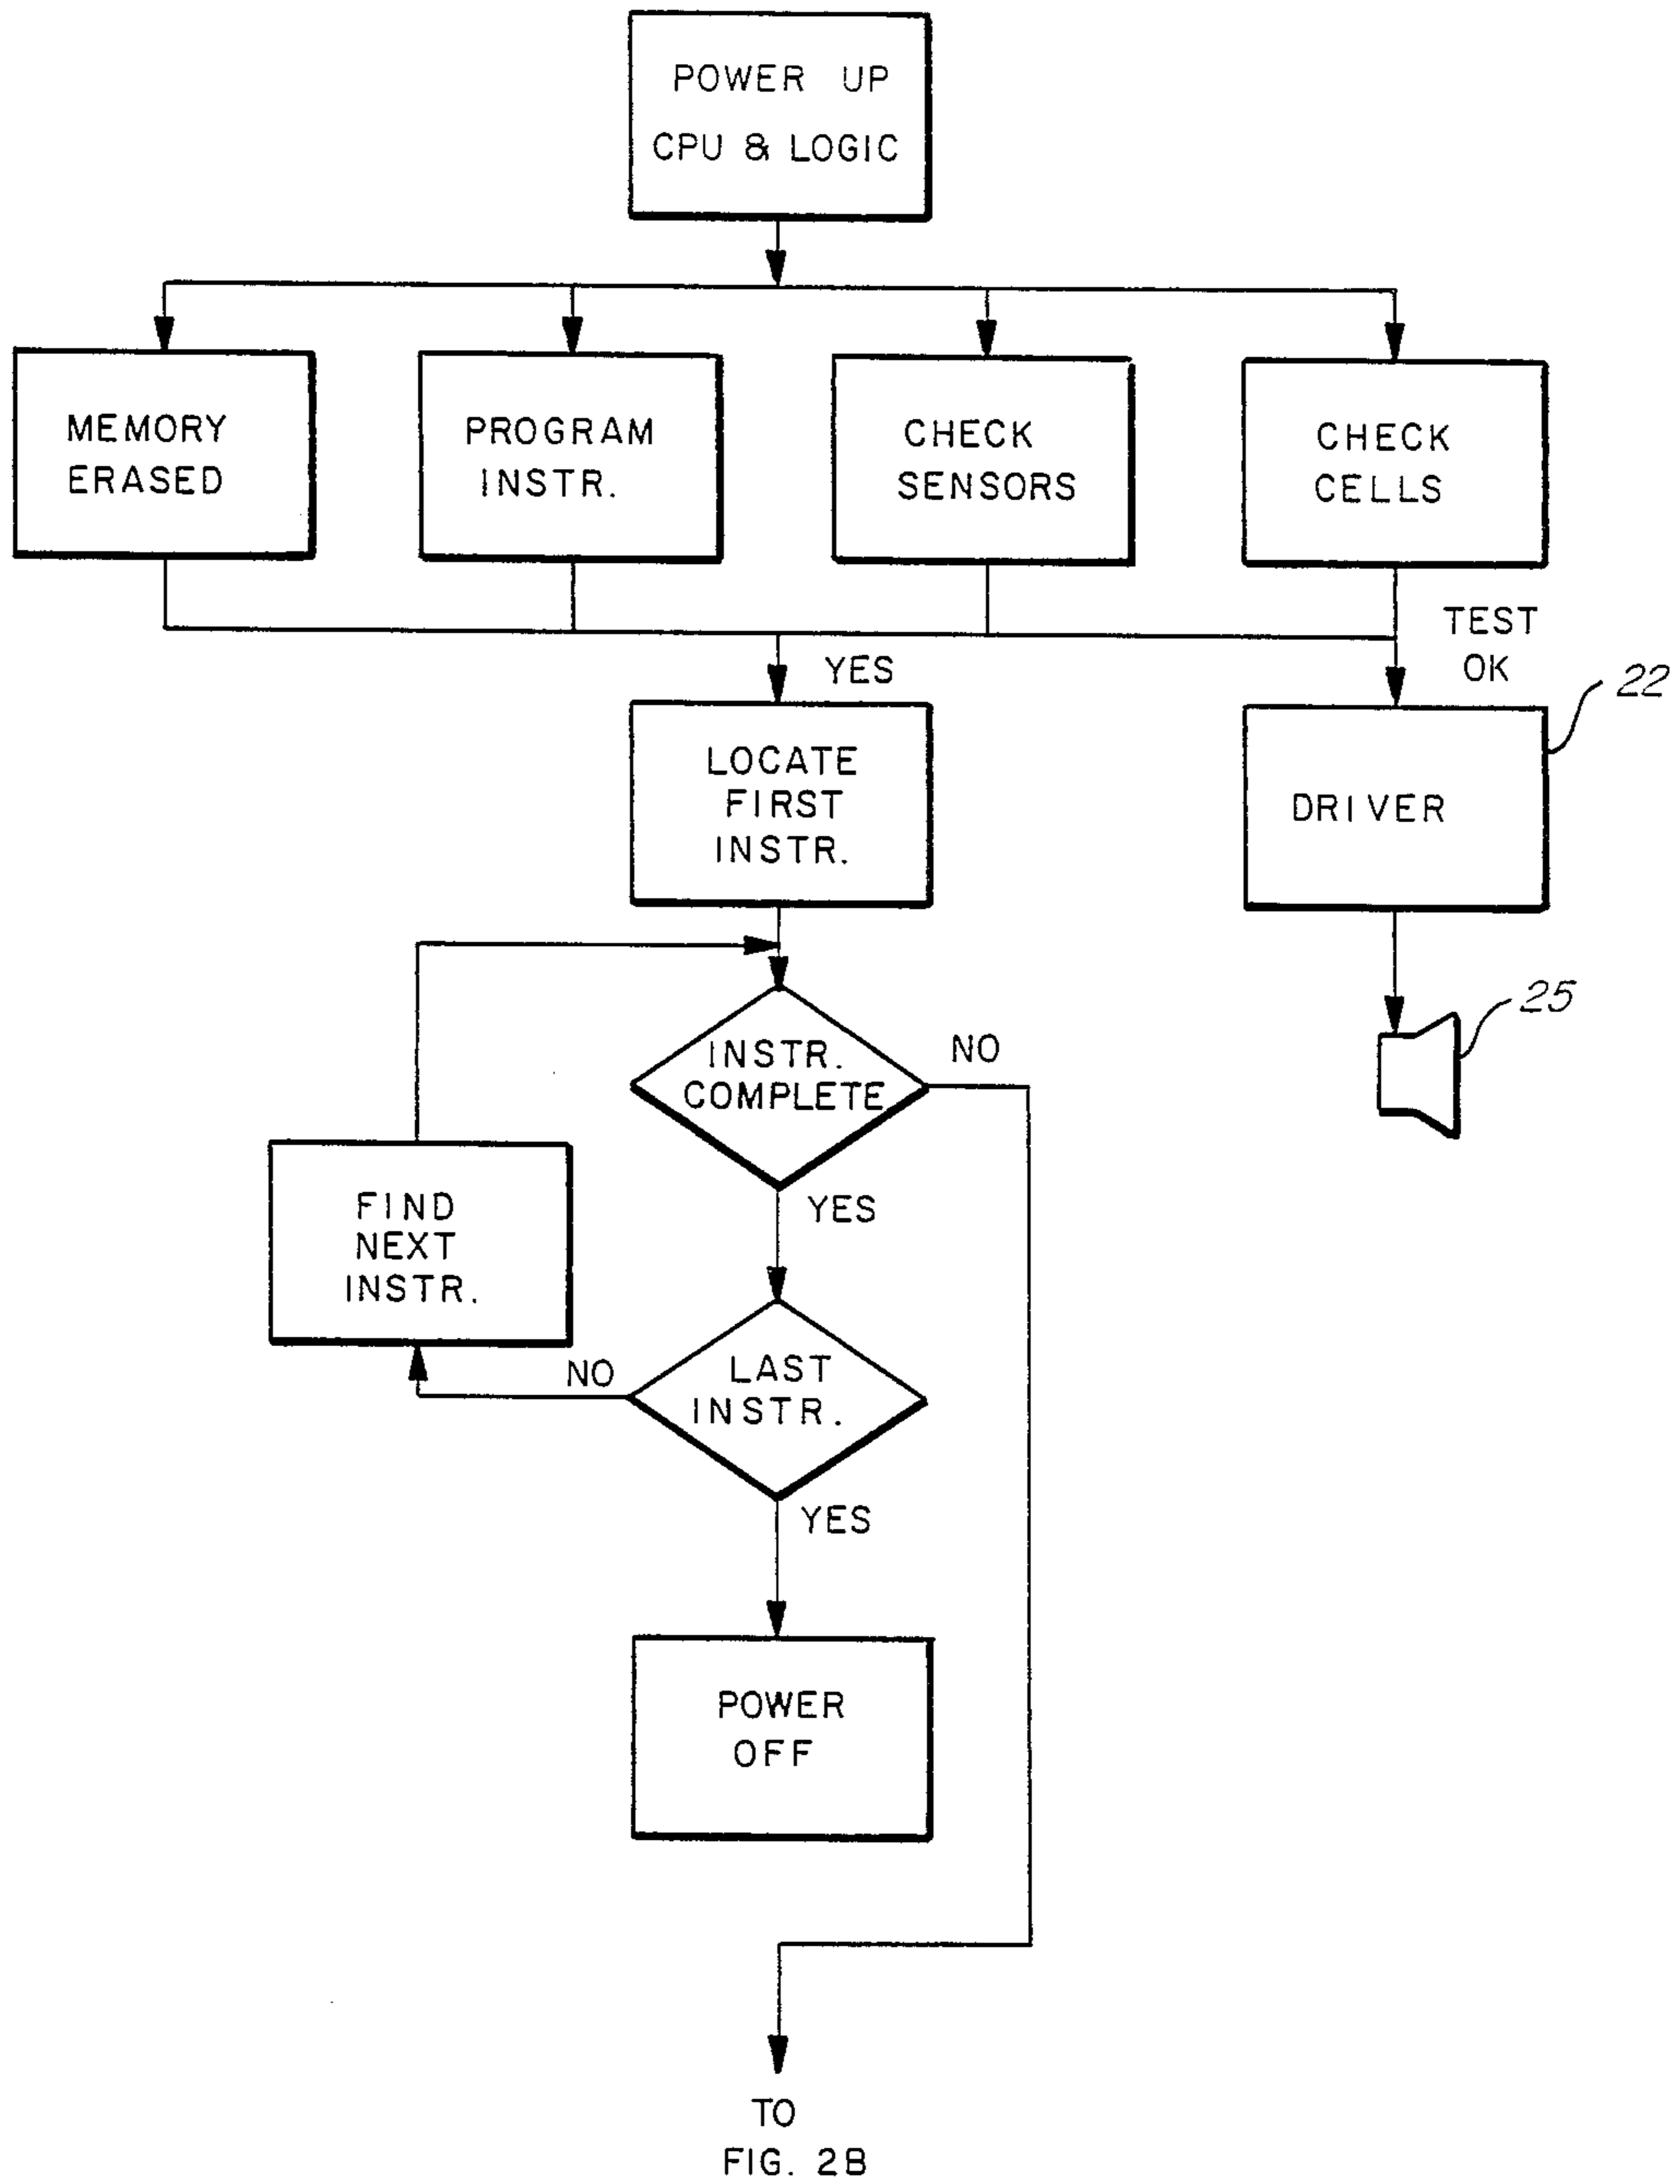 POWER UP
CPU & LOGIC
MEMORY
ERASED
PROGRAM
INSTR.
CHECK
SENSORS
CHECK
CELLS
TEST
OK
YES
22
LOCATE
FIRST
INSTR.
DRIVER
25
INSTR.
COMPLETE
NO
YES
FIND
NEXT
INSTR.
NO
LAST
INSTR.
YES
POWER
OFF
TO
FIG. 2B